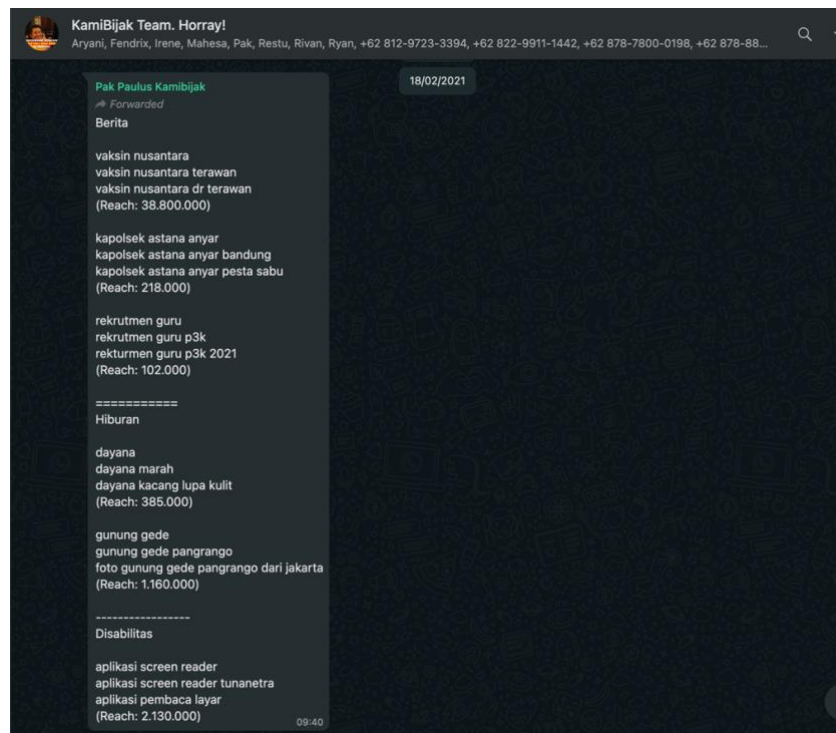 KamiBijak Team. Horray!
Aryani, Fendrix, Irene, Mahesa, Pak, Restu, Rivan, Ryan, +62 812-9723-3394, +62 822-9911-1442, +62 878-7800-0198, +62 878-88...
18/02/2021
Pak Paulus Kamibijak
Forwarded
Berita
vaksin nusantara
vaksin nusantara terawan
vaksin nusantara dr terawan
(Reach: 38.800.000)
kapolsek astana anyar
kapolsek astana anyar bandung
kapolsek astana anyar pesta sabu
(Reach: 218.000)
rekrutmen guru
rekrutmen guru p3k
rekturmen guru p3k 2021
(Reach: 102.000)
===========
Hiburan
dayana
dayana marah
dayana kacang lupa kulit
(Reach: 385.000)
gunung gede
gunung gede pangrango
foto gunung gede pangrango dari jakarta
(Reach: 1.160.000)
-----------------
Disabilitas
aplikasi screen reader
aplikasi screen reader tunanetra
aplikasi pembaca layar
(Reach: 2.130.000)
09:40